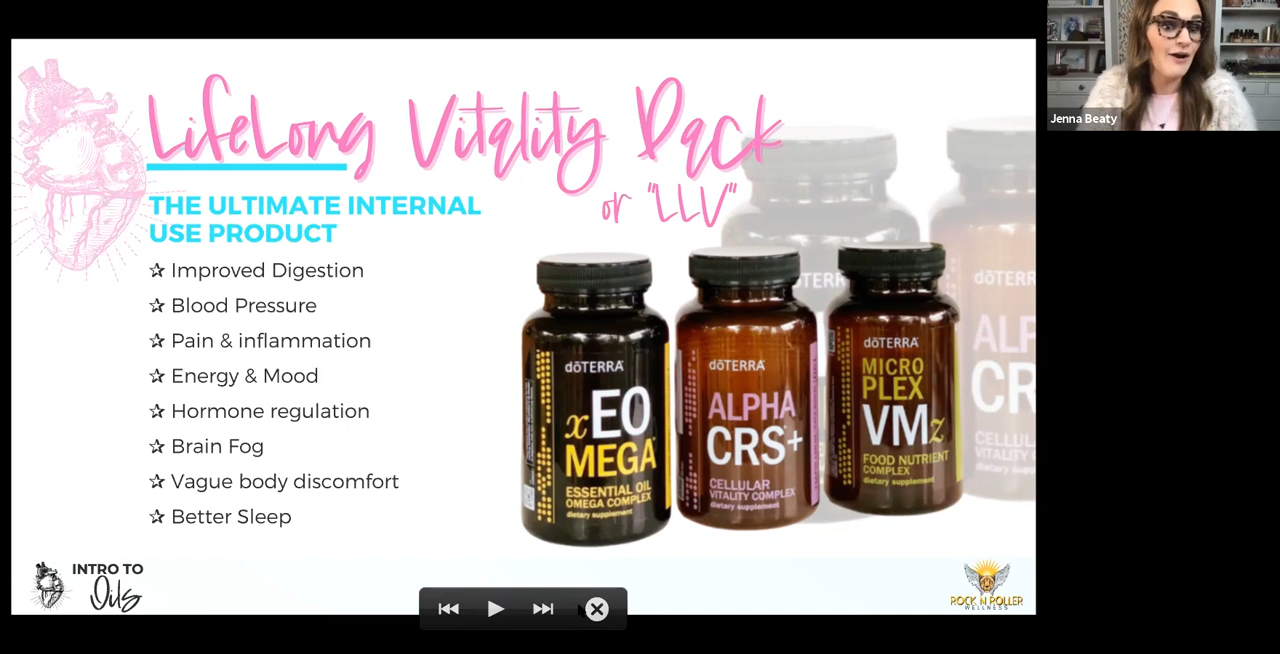 LifeLong Vitality Pack
or "LLV"
THE ULTIMATE INTERNAL
USE PRODUCT
✰ Improved Digestion
✰ Blood Pressure
✰ Pain & inflammation
✰ Energy & Mood
✰ Hormone regulation
✰ Brain Fog
✰ Vague body discomfort
✰ Better Sleep
dōTERRA
xEO
MEGA
ESSENTIAL OIL
OMEGA COMPLEX
dietary supplement
dōTERRA
ALPHA
CRS+
CELLULAR
VITALITY COMPLEX
dietary supplement
dōTERRA
MICRO
PLEX
VMz
FOOD NUTRIENT
COMPLEX
dietary supplement
INTRO TO
Oils
ROCK N ROLLER
WELLNESS
Jenna Beaty